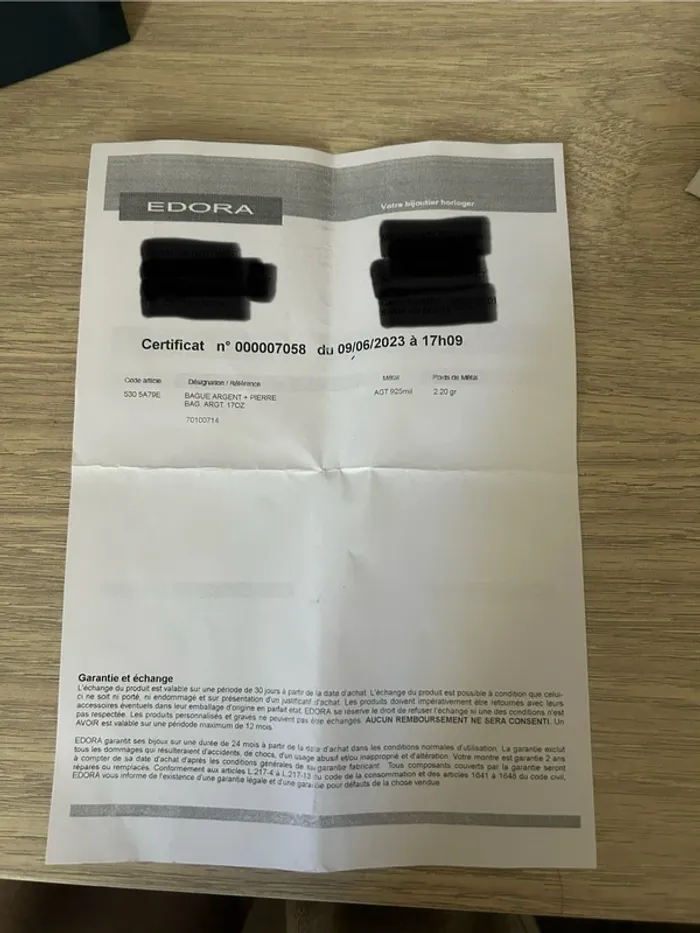 EDORA
Votre bijoutier horloger
Certificat n° 000007058 du 09/06/2023 à 17h09
Code article Désignation / Référence Métal Poids de Métal
530 5A79E BAGUE ARGENT + PIERRE AGT 925mil 2.20 gr
BAG. ARGT. 17OZ
70100714
Garantie et échange
L'échange du produit est valable sur une période de 30 jours à partir de la date d'achat. L'échange du produit est possible à condition que celui-
ci ne soit ni porté, ni endommagé et sur présentation d'un justificatif d'achat. Les produits doivent impérativement être retournés avec leurs
accessoires éventuels dans leur emballage d'origine en parfait état. EDORA se réserve le droit de refuser l'échange si une des conditions n'est
pas respectée. Les produits personnalisés et gravés ne peuvent pas être échangés. AUCUN REMBOURSEMENT NE SERA CONSENTI. Un
AVOIR est valable sur une période maximum de 12 mois.
EDORA garantit ses bijoux sur une durée de 24 mois à partir de la date d'achat dans les conditions normales d'utilisation. La garantie exclut
tous les dommages qui résulteraient d'accidents, de chocs, d'un usage abusif et/ou inapproprié et d'altération. Votre montre est garantie 2 ans
à compter de sa date d'achat d'après les conditions générales de sa garantie fabricant. Tous composants couverts par la garantie seront
réparés ou remplacés. Conformément aux articles L.217-4 à L.217-13 du code de la consommation et des articles 1641 à 1648 du code civil,
EDORA vous informe de l'existence d'une garantie légale et d'une garantie pour défauts de la chose vendue